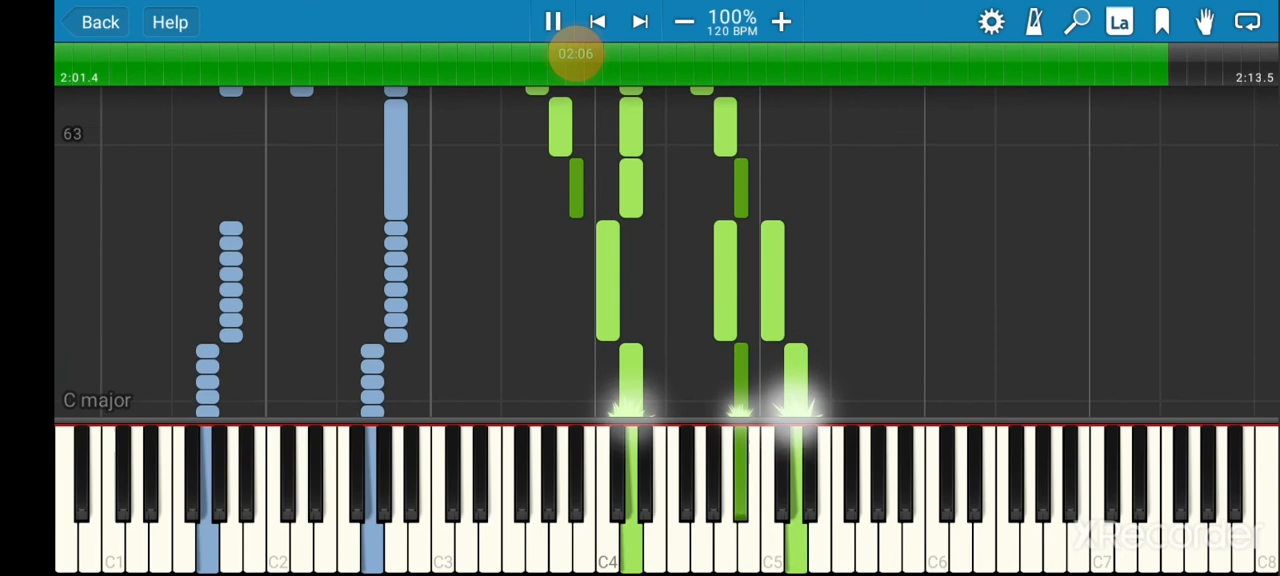 Back
Help
100%
120 BPM
La
02:06
2:01.4
2:13.5
63
C major
C1
C2
C3
C4
C5
C6
C7
C8
XRecorder